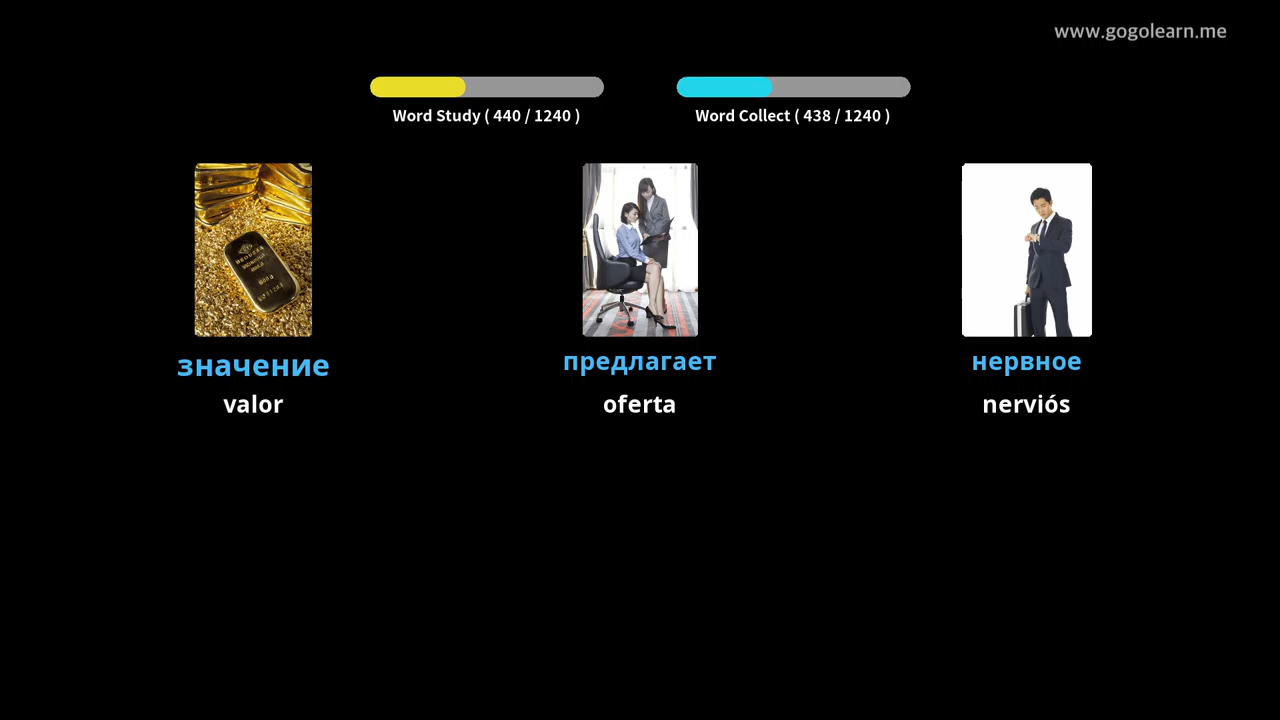 www.gogolearn.me
Word Study ( 440 / 1240 )
Word Collect ( 438 / 1240 )
значение
предлагает
нервное
valor
oferta
nerviós